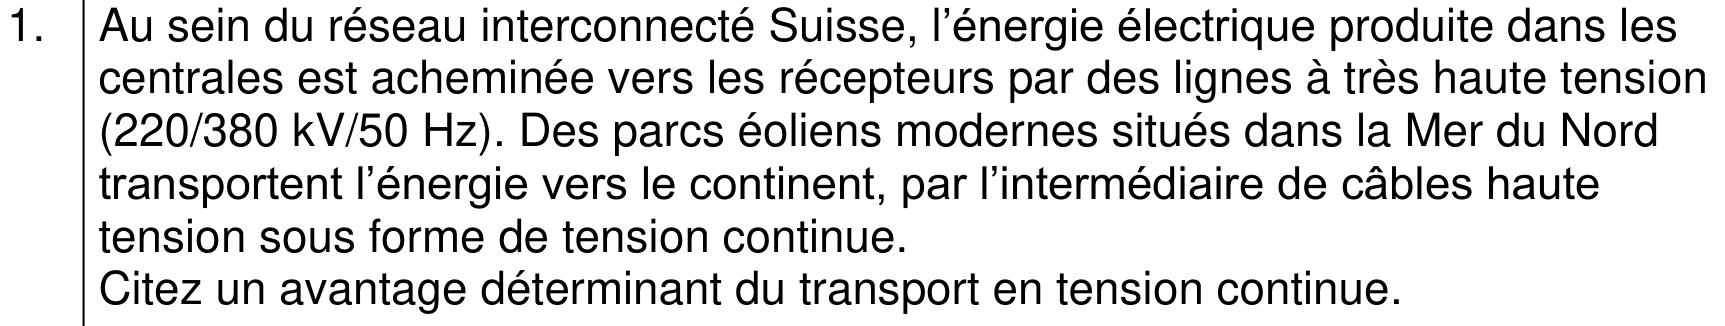 1. Au sein du réseau interconnecté Suisse, l’énergie électrique produite dans les
centrales est acheminée vers les récepteurs par des lignes à très haute tension
(220/380 kV/50 Hz). Des parcs éoliens modernes situés dans la Mer du Nord
transportent l’énergie vers le continent, par l’intermédiaire de câbles haute
tension sous forme de tension continue.
Citez un avantage déterminant du transport en tension continue.